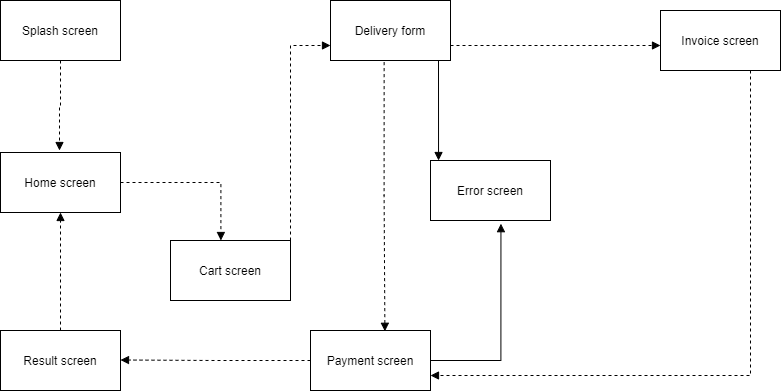 Splash screen
Delivery form
Invoice screen
Home screen
Error screen
Cart screen
Result screen
Payment screen